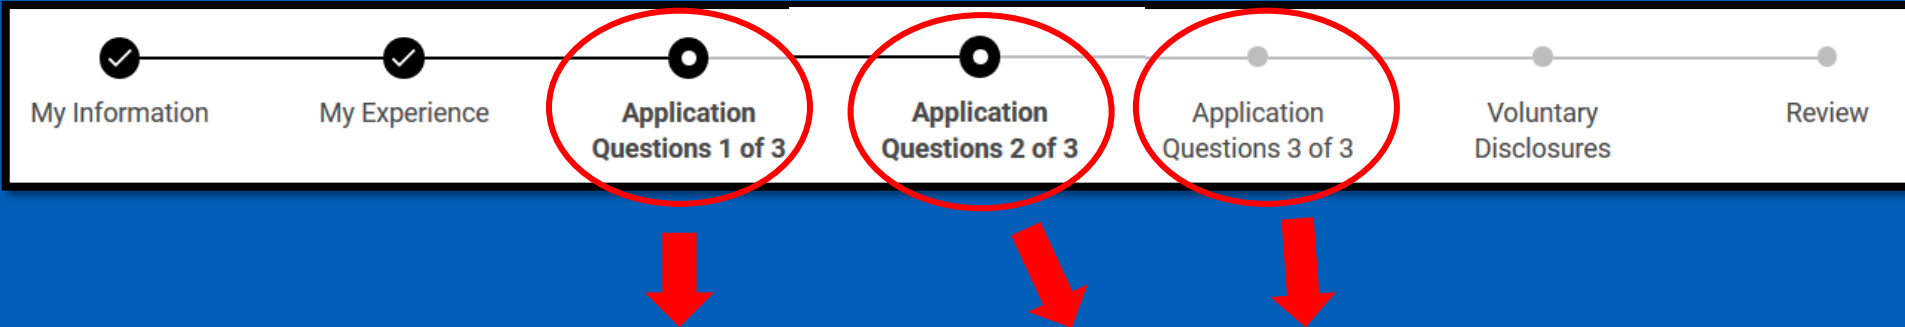 My Information
My Experience
Application
Questions 1 of 3
Application
Questions 2 of 3
Application
Questions 3 of 3
Voluntary
Disclosures
Review